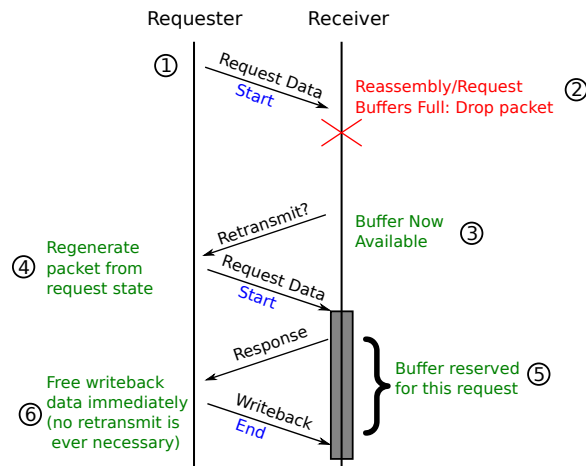 Requester
Receiver
1
Request Data
Start
Reassembly/Request
Buffers Full: Drop packet
2
Retransmit?
Buffer Now
Available
3
4
Regenerate
packet from
request state
Request Data
Start
Response
Buffer reserved
for this request
5
6
Free writeback
data immediately
(no retransmit is
ever necessary)
Writeback
End